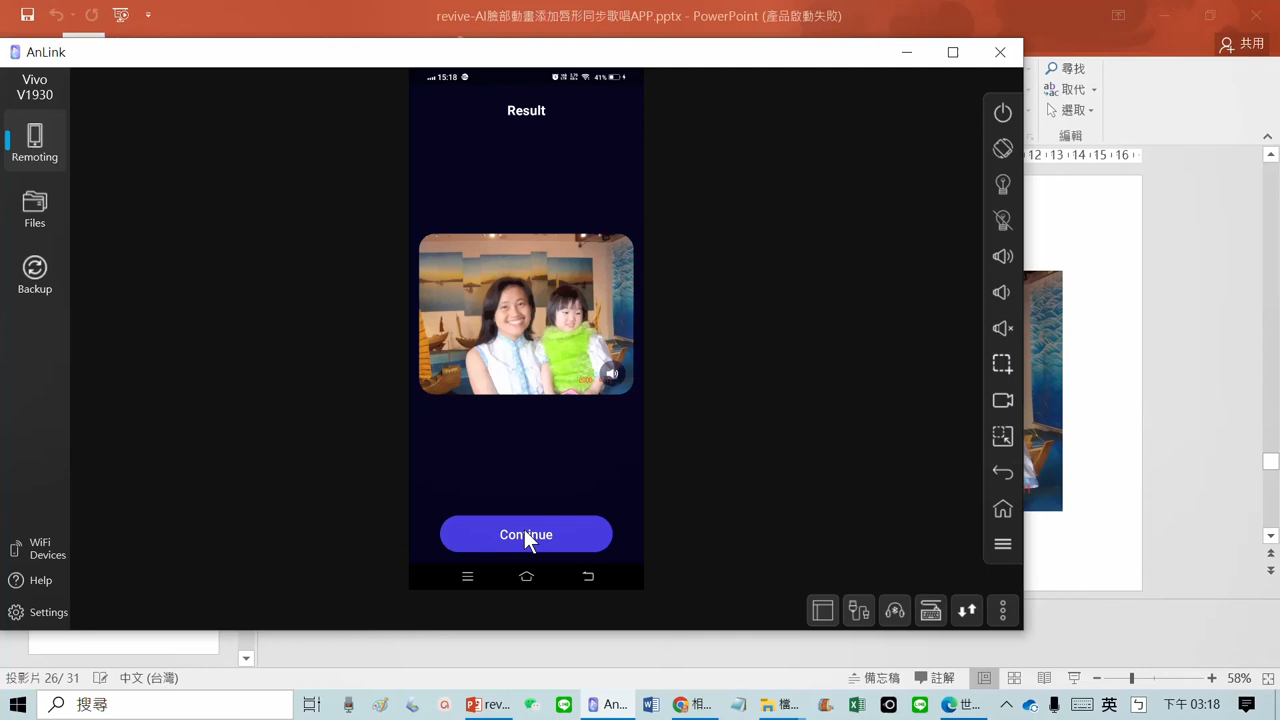 revive-AI臉部動畫添加唇形同步歌唱APP.pptx - PowerPoint (產品啟動失敗)
AnLink
共用
Vivo
V1930
Remoting
Files
Backup
WiFi
Devices
Help
Settings
15:18
41%
Result
Continue
尋找
取代
選取
編輯
12 13 14 15 16
投影片 26/ 31
中文 (台灣)
備忘稿
註解
58%
搜尋
rev...
An...
相...
檔...
世...
英
下午 03:18